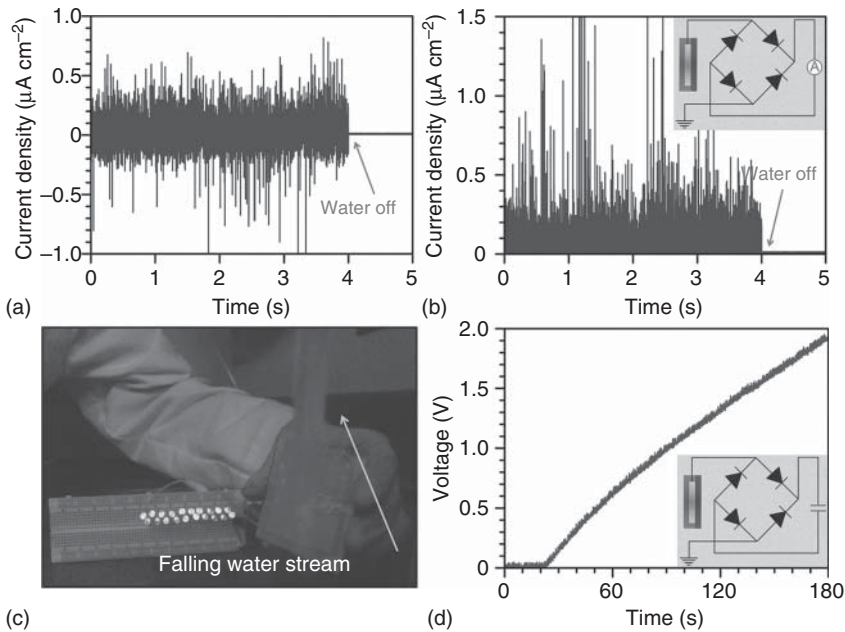 1.0
0.5
0
−0.5
−1.0
Current density (μA cm−2)
Water off
0 1 2 3 4 5
Time (s)
(a)
1.5
1.0
0.5
0
Current density (μA cm−2)
A
Water off
0 1 2 3 4 5
Time (s)
(b)
Falling water stream
(c)
2.0
1.5
1.0
0.5
0
Voltage (V)
0 60 120 180
Time (s)
(d)